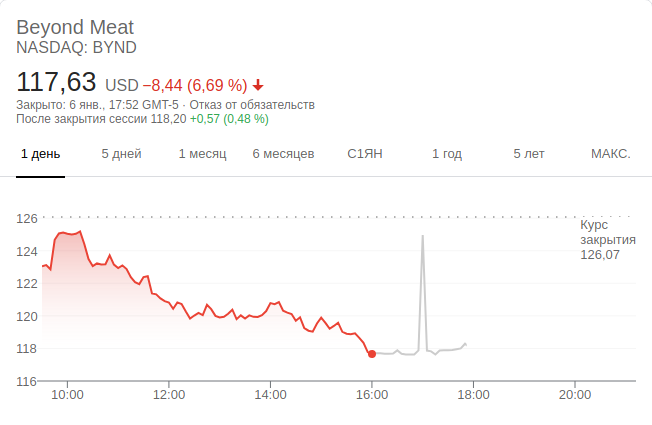 Beyond Meat
NASDAQ: BYND
117,63 USD −8,44 (6,69 %)
Закрыто: 6 янв., 17:52 GMT-5 · Отказ от обязательств
После закрытия сессии 118,20 +0,57 (0,48 %)
1 день 5 дней 1 месяц 6 месяцев С1ЯН 1 год 5 лет МАКС.
126
Курс
закрытия
126,07
124
122
120
118
116
10:00 12:00 14:00 16:00 18:00 20:00